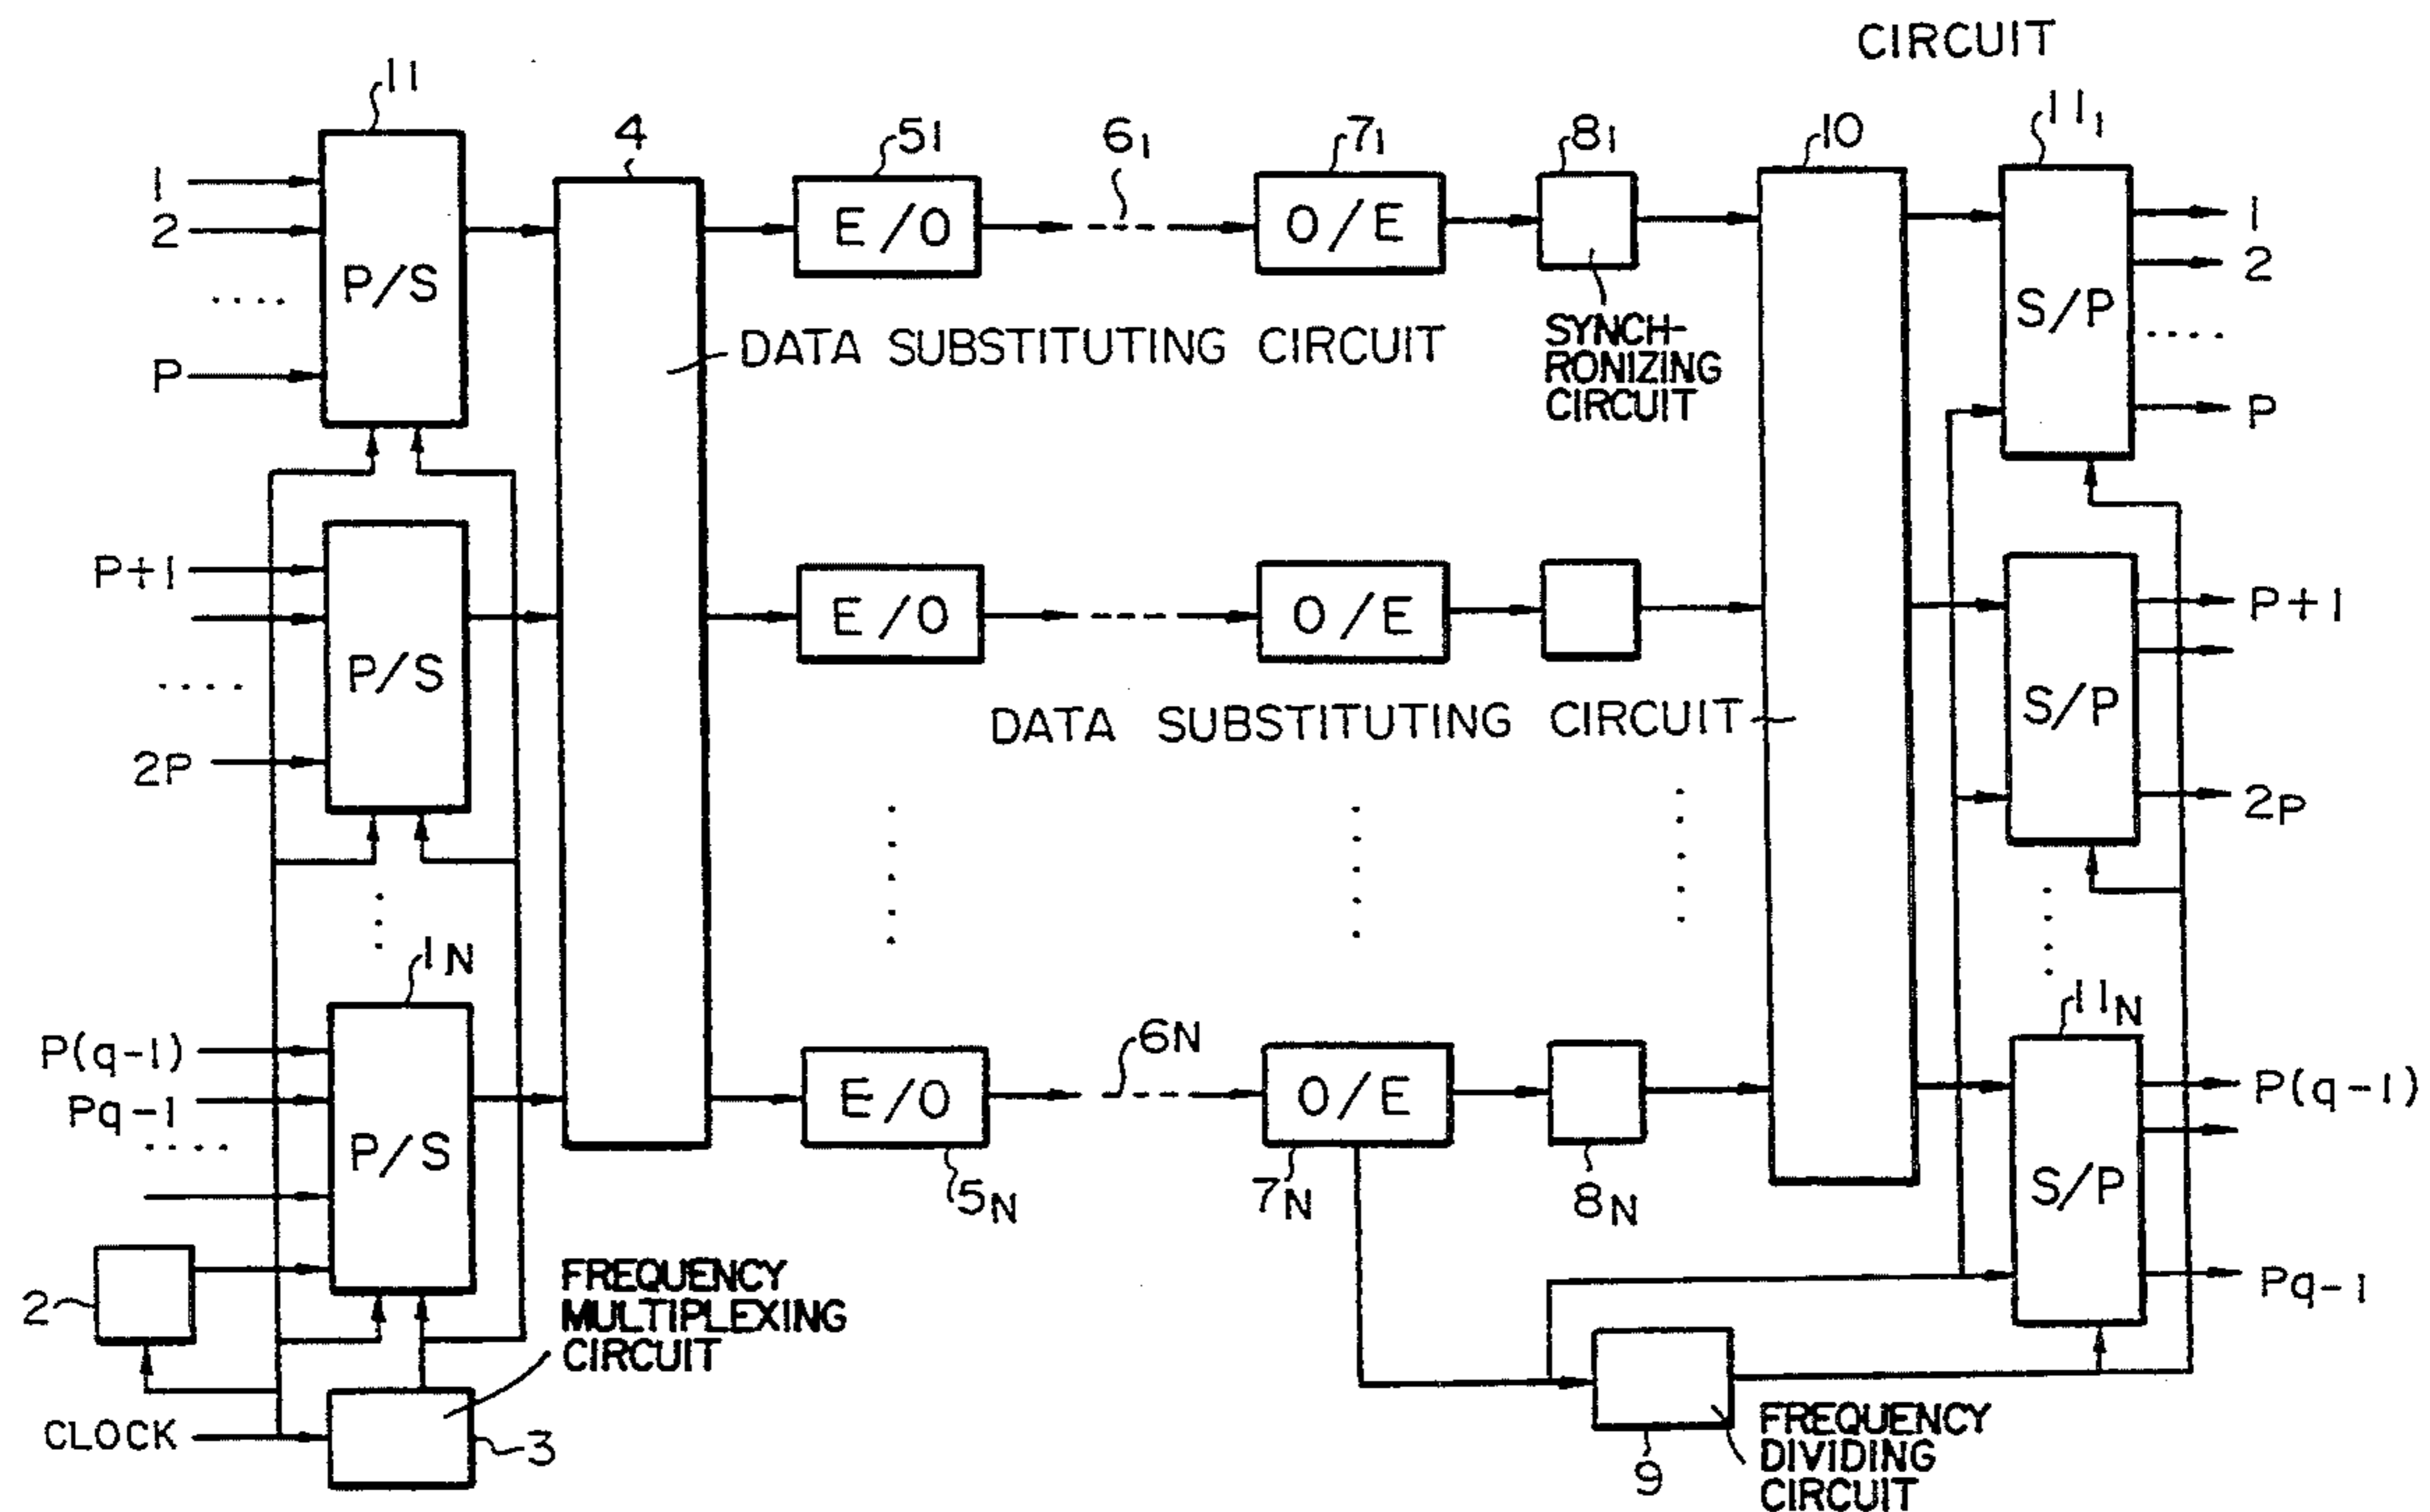 CIRCUIT
11
4
51
61
71
81
10
111
1
2
....
P
P/S
E/O
O/E
S/P
1
2
....
P
DATA SUBSTITUTING CIRCUIT
SYNCH-
RONIZING
CIRCUIT
P+1
....
2P
P/S
E/O
O/E
S/P
P+1
2P
DATA SUBSTITUTING CIRCUIT
1N
6N
11N
P(q-1)
Pq-1
....
P/S
E/O
O/E
S/P
P(q-1)
Pq-1
5N
7N
8N
2
FREQUENCY
MULTIPLEXING
CIRCUIT
CLOCK
3
9
FREQUENCY
DIVIDING
CIRCUIT